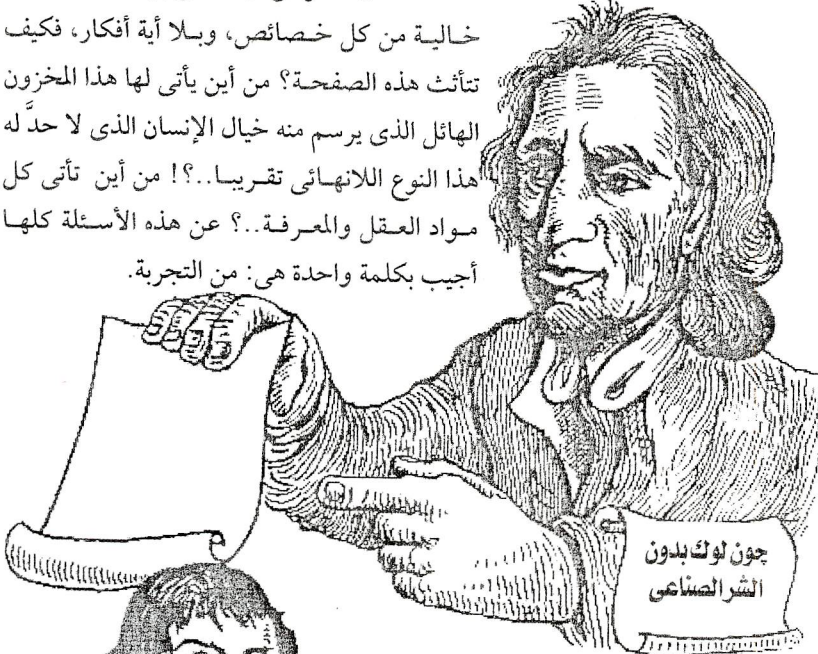 خالية من كل خصائص، وبلا أية أفكار، فكيف
تتأثث هذه الصفحة؟ من أين يأتى لها هذا المخزون
الهائل الذى يرسم منه خيال الإنسان الذى لا حدَّ له
هذا النوع اللانهائى تقريبا..؟! من أين تأتى كل
مواد العقل والمعرفة..؟ عن هذه الأسئلة كلها
أجيب بكلمة واحدة هى: من التجربة.
چون لوك بدون
الشر الصناعى